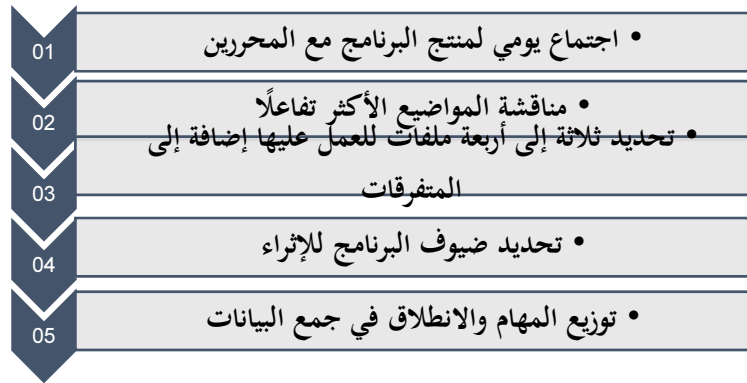 01
• اجتماع يومي لمنتج البرنامج مع المحررين
02
• مناقشة المواضيع الأكثر تفاعلًا
03
• تحديد ثلاثة إلى أربعة ملفات للعمل عليها إضافة إلى
المتفرقات
04
• تحديد ضيوف البرنامج للإثراء
05
• توزيع المهام والانطلاق في جمع البيانات